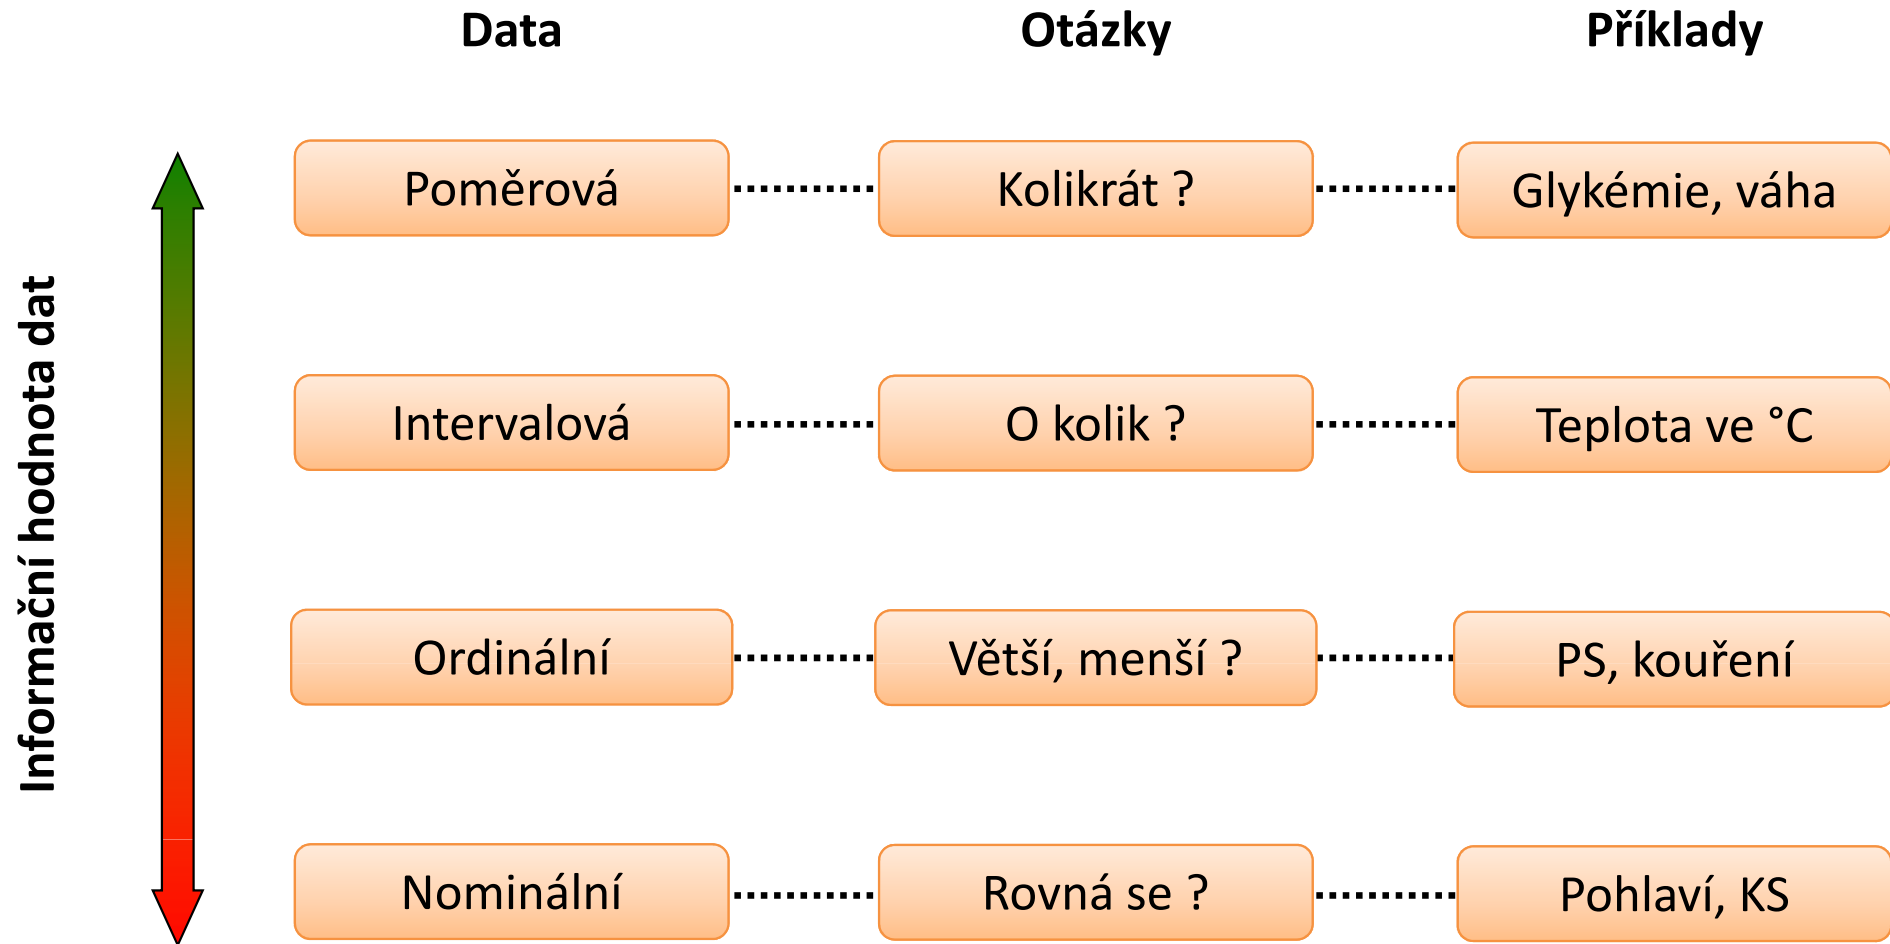 Data
Otázky
Příklady
Informační hodnota dat
Poměrová
Kolikrát ?
Glykémie, váha
Intervalová
O kolik ?
Teplota ve °C
Ordinální
Větší, menší ?
PS, kouření
Nominální
Rovná se ?
Pohlaví, KS